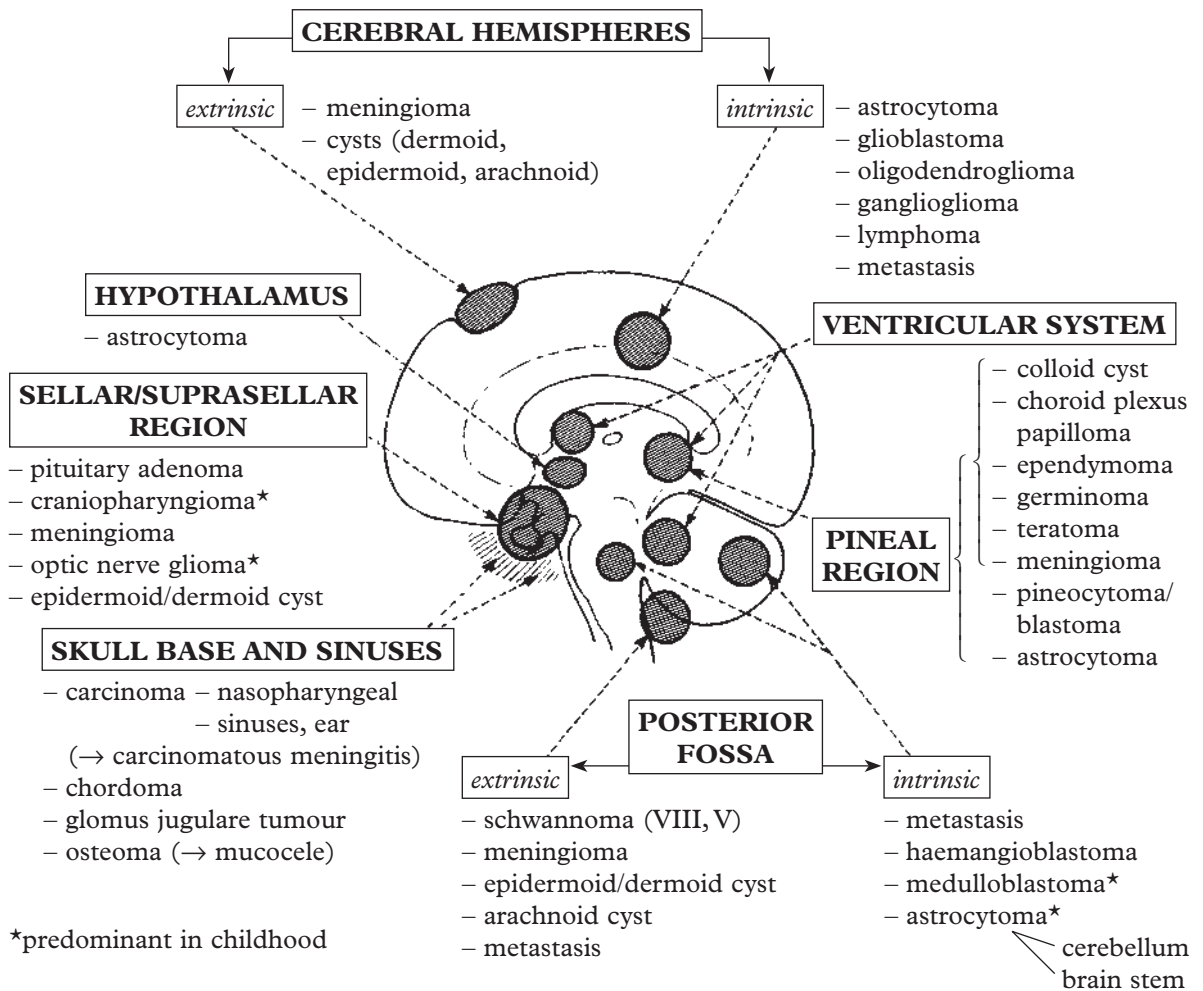 CEREBRAL HEMISPHERES
extrinsic
– meningioma
– cysts (dermoid,
epidermoid, arachnoid)
intrinsic
– astrocytoma
– glioblastoma
– oligodendroglioma
– ganglioglioma
– lymphoma
– metastasis
HYPOTHALAMUS
– astrocytoma
SELLAR/SUPRASELLAR
REGION
– pituitary adenoma
– craniopharyngioma★
– meningioma
– optic nerve glioma★
– epidermoid/dermoid cyst
VENTRICULAR SYSTEM
– colloid cyst
– choroid plexus
papilloma
– ependymoma
– germinoma
– teratoma
– meningioma
– pineocytoma/
blastoma
– astrocytoma
PINEAL
REGION
SKULL BASE AND SINUSES
– carcinoma – nasopharyngeal
– sinuses, ear
(→ carcinomatous meningitis)
– chordoma
– glomus jugulare tumour
– osteoma (→ mucocele)
POSTERIOR
FOSSA
extrinsic
– schwannoma (VIII, V)
– meningioma
– epidermoid/dermoid cyst
– arachnoid cyst
– metastasis
intrinsic
– metastasis
– haemangioblastoma
– medulloblastoma★
– astrocytoma★
cerebellum
brain stem
★predominant in childhood